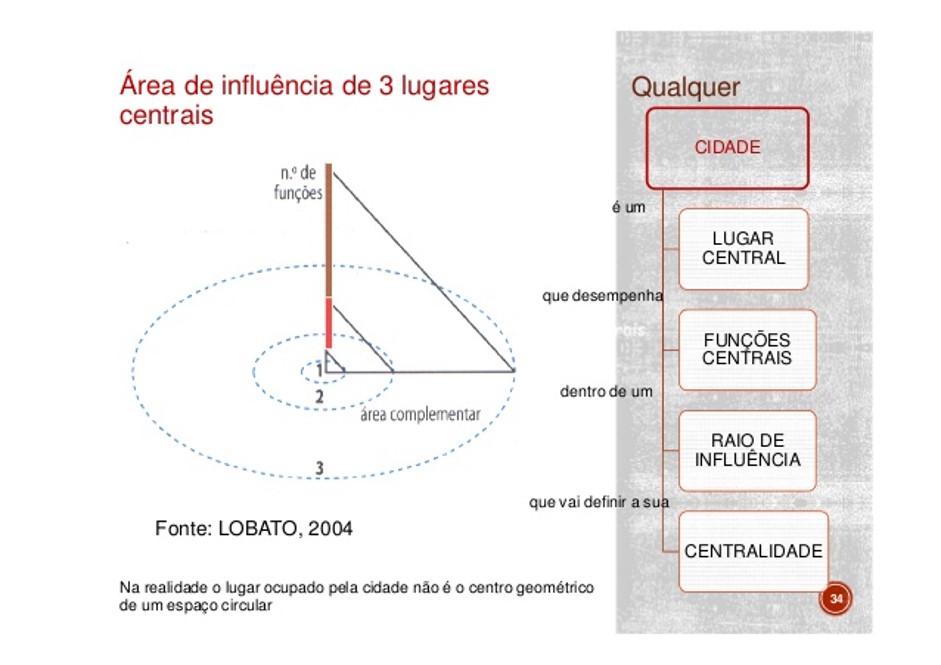 Área de influência de 3 lugares
centrais
n.º de
funções
1
2
área complementar
3
Fonte: LOBATO, 2004
Na realidade o lugar ocupado pela cidade não é o centro geométrico
de um espaço circular
Qualquer
CIDADE
é um
LUGAR
CENTRAL
que desempenha
FUNÇÕES
CENTRAIS
dentro de um
RAIO DE
INFLUÊNCIA
que vai definir a sua
CENTRALIDADE
34